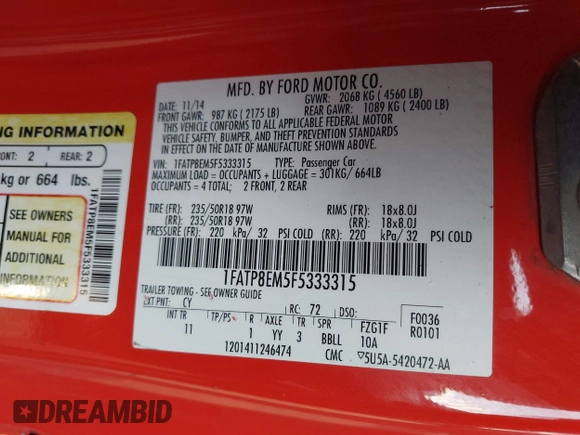 MFD. BY FORD MOTOR CO.
DATE: 11/14
GVWR: 2068 KG ( 4560 LB)
FRONT GAWR: 987 KG ( 2175 LB)
REAR GAWR: 1089 KG ( 2400 LB)
THIS VEHICLE CONFORMS TO ALL APPLICABLE FEDERAL MOTOR
VEHICLE SAFETY, BUMPER, AND THEFT PREVENTION STANDARDS
IN EFFECT ON THE DATE OF MANUFACTURE SHOWN ABOVE.
VIN: 1FATP8EM5F5333315 TYPE: Passenger Car
MAXIMUM LOAD = OCCUPANTS + LUGGAGE = 301KG/ 664LB
OCCUPANTS = 4 TOTAL; 2 FRONT, 2 REAR
TIRE (FR): 235/50R18 97W RIMS (FR): 18x8.0J
(RR): 235/50R18 97W (RR): 18x8.0J
PRESSURE (FR): 220 kPa/ 32 PSI COLD (RR): 220 kPa/ 32 PSI COLD
1FATP8EM5F5333315
TRAILER TOWING - SEE OWNER GUIDE
EXT PNT: CY RC: 72 DSO: F0036
INT TR TP/PS R AXLE TR SPR FZG1F R0101
11 1 YY 3 BBLL 10A
1201411246474 CMC ▽5U5A-5420472-AA
NG INFORMATION
FRONT: 2 REAR: 2
kg or 664 lbs.
SEE OWNERS
MANUAL FOR
ADDITIONAL
INFORMATION
1FATP8EM5F5333315
DREAMBID